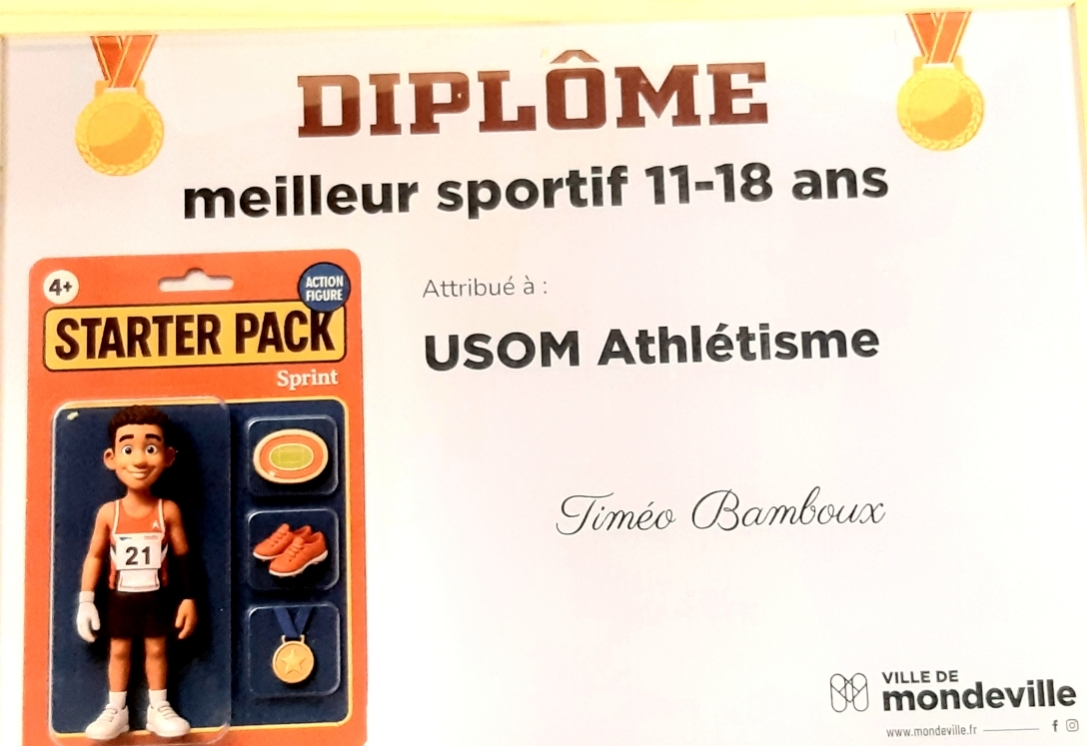 DIPLÔME
meilleur sportif 11-18 ans
4+
ACTION
FIGURE
STARTER PACK
Sprint
21
Attribué à :
USOM Athlétisme
Timéo Bamboux
VILLE DE
mondeville
www.mondeville.fr